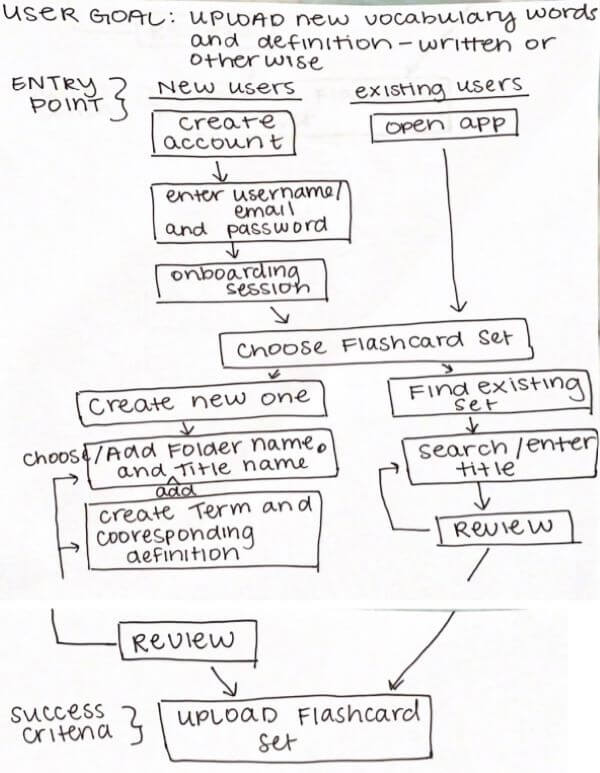 USER GOAL: UPLOAD new vocabulary words
and definition - written or
otherwise
ENTRY
POINT
New users
existing users
create
account
open app
enter username/
email
and password
onboarding
session
Choose Flashcard Set
Create new one
Find existing
set
choose/Add Folder name.
and Title name
add
search/enter
title
create Term and
cooresponding
definition
REVIEW
REVIEW
success
criteria
UPLOAD Flashcard
Set